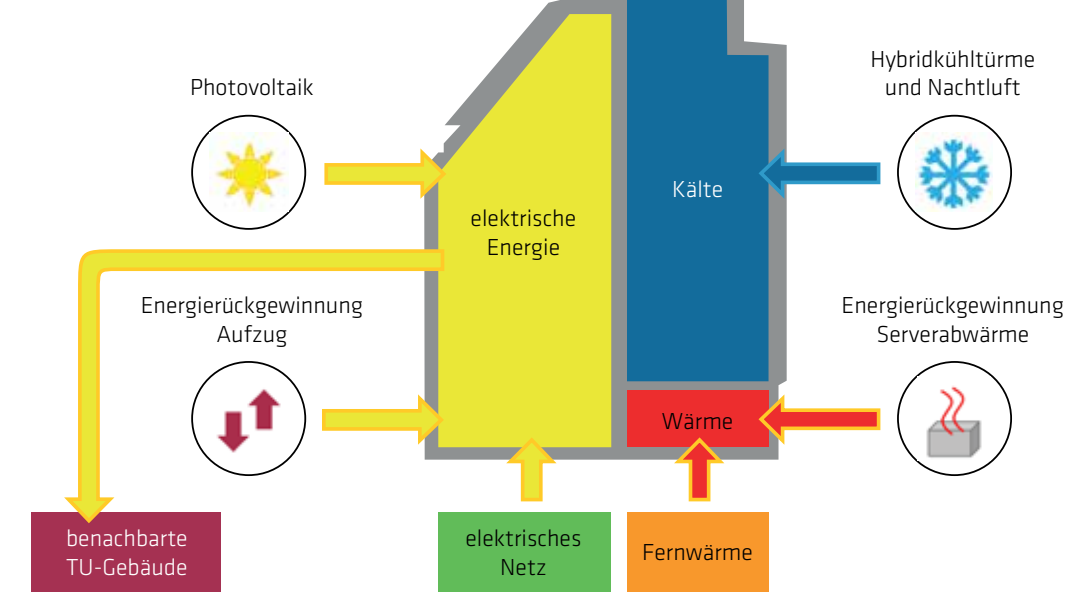 Photovoltaik
Hybridkühltürme
und Nachtluft
Kälte
elektrische
Energie
Energierückgewinnung
Aufzug
Energierückgewinnung
Serverabwärme
Wärme
benachbarte
TU-Gebäude
elektrisches
Netz
Fernwärme